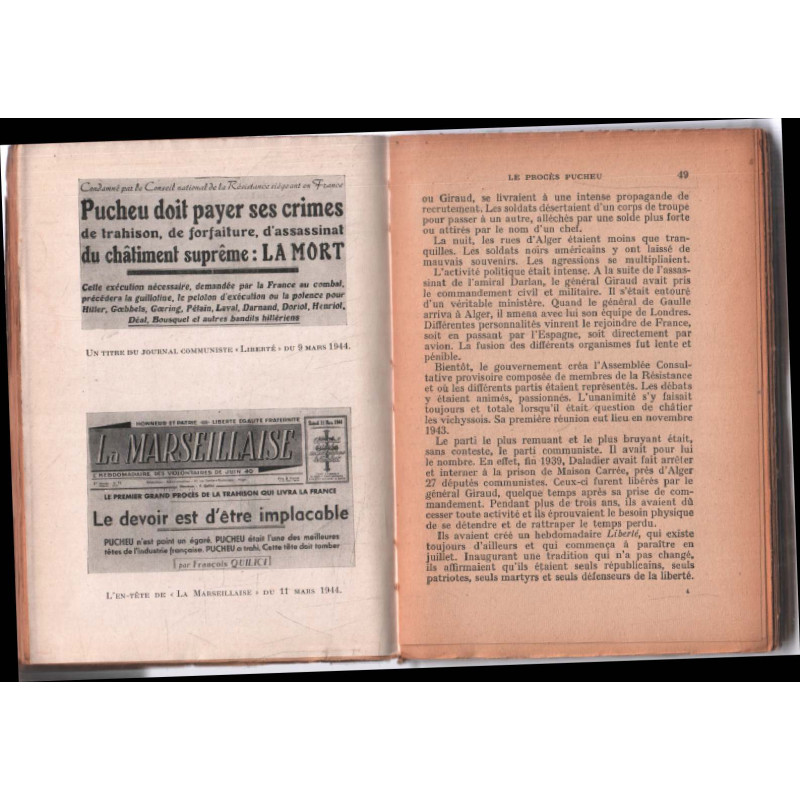 Condamné par le Conseil national de la Résistance siégeant en France
Pucheu doit payer ses crimes
de trahison, de forfaiture, d'assassinat
du châtiment suprême : LA MORT
Cette exécution nécessaire, demandée par la France au combat,
précédera la guillotine, le peloton d'exécution ou la potence pour
Hitler, Gœbbels, Gœring, Pétain, Laval, Darnand, Doriot, Henriot,
Déat, Bousquet et autres bandits hitlériens
UN TITRE DU JOURNAL COMMUNISTE « LIBERTÉ » DU 9 MARS 1944.
HONNEUR ET PATRIE LIBERTÉ ÉGALITÉ FRATERNITÉ
La MARSEILLAISE
L'HEBDOMADAIRE DES VOLONTAIRES DE JUIN 40
LE PREMIER GRAND PROCÈS DE LA TRAHISON QUI LIVRA LA FRANCE
Le devoir est d'être implacable
PUCHEU n'est point un égaré. PUCHEU était l'une des meilleures
têtes de l'industrie française. PUCHEU a trahi. Cette tête doit tomber
par François QUILICI
L'EN-TÊTE DE « LA MARSEILLAISE » DU 11 MARS 1944.
LE PROCÈS PUCHEU 49
ou Giraud, se livraient à une intense propagande de
recrutement. Les soldats désertaient d'un corps de troupe
pour passer à un autre, alléchés par une solde plus forte
ou attirés par le nom d'un chef.
La nuit, les rues d'Alger étaient moins que tran-
quilles. Les soldats noirs américains y ont laissé de
mauvais souvenirs. Les agressions se multipliaient.
L'activité politique était intense. A la suite de l'assas-
sinat de l'amiral Darlan, le général Giraud avait pris
le commandement civil et militaire. Il s'était entouré
d'un véritable ministère. Quand le général de Gaulle
arriva à Alger, il amena avec lui son équipe de Londres.
Différentes personnalités vinrent le rejoindre de France,
soit en passant par l'Espagne, soit directement par
avion. La fusion des différents organismes fut lente et
pénible.
Bientôt, le gouvernement créa l'Assemblée Consul-
tative provisoire composée de membres de la Résistance
et où les différents partis étaient représentés. Les débats
y étaient animés, passionnés. L'unanimité s'y faisait
toujours et totale lorsqu'il était question de châtier
les vichyssois. Sa première réunion eut lieu en novembre
1943.
Le parti le plus remuant et le plus bruyant était,
sans conteste, le parti communiste. Il avait pour lui
le nombre. En effet, fin 1939, Daladier avait fait arrêter
et interner à la prison de Maison Carrée, près d'Alger
27 députés communistes. Ceux-ci furent libérés par le
général Giraud, quelque temps après sa prise de com-
mandement. Pendant plus de trois ans, ils avaient dû
cesser toute activité et ils éprouvaient le besoin physique
de se détendre et de rattraper le temps perdu.
Ils avaient créé un hebdomadaire Liberté, qui existe
toujours d'ailleurs et qui commença à paraître en
juillet. Inaugurant une tradition qui n'a pas changé,
ils affirmaient qu'ils étaient seuls républicains, seuls
patriotes, seuls martyrs et seuls défenseurs de la liberté.
4